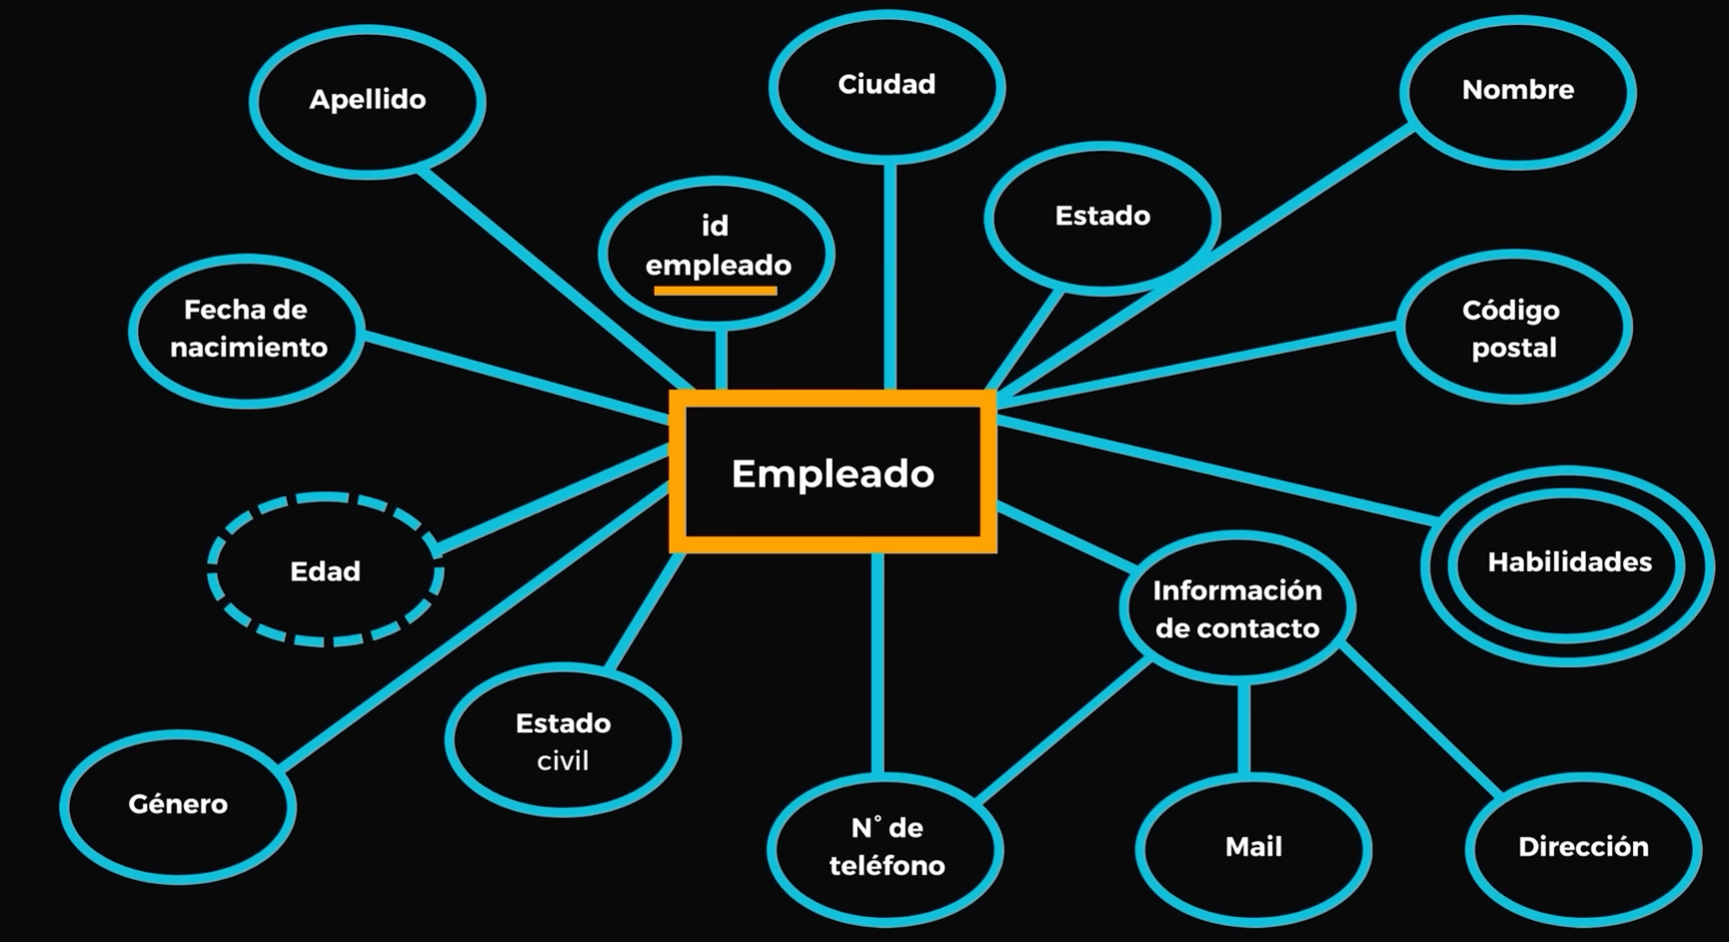 Apellido
Ciudad
Nombre
id
empleado
Estado
Fecha de
nacimiento
Código
postal
Empleado
Edad
Habilidades
Información
de contacto
Estado
civil
Género
N° de
teléfono
Mail
Dirección